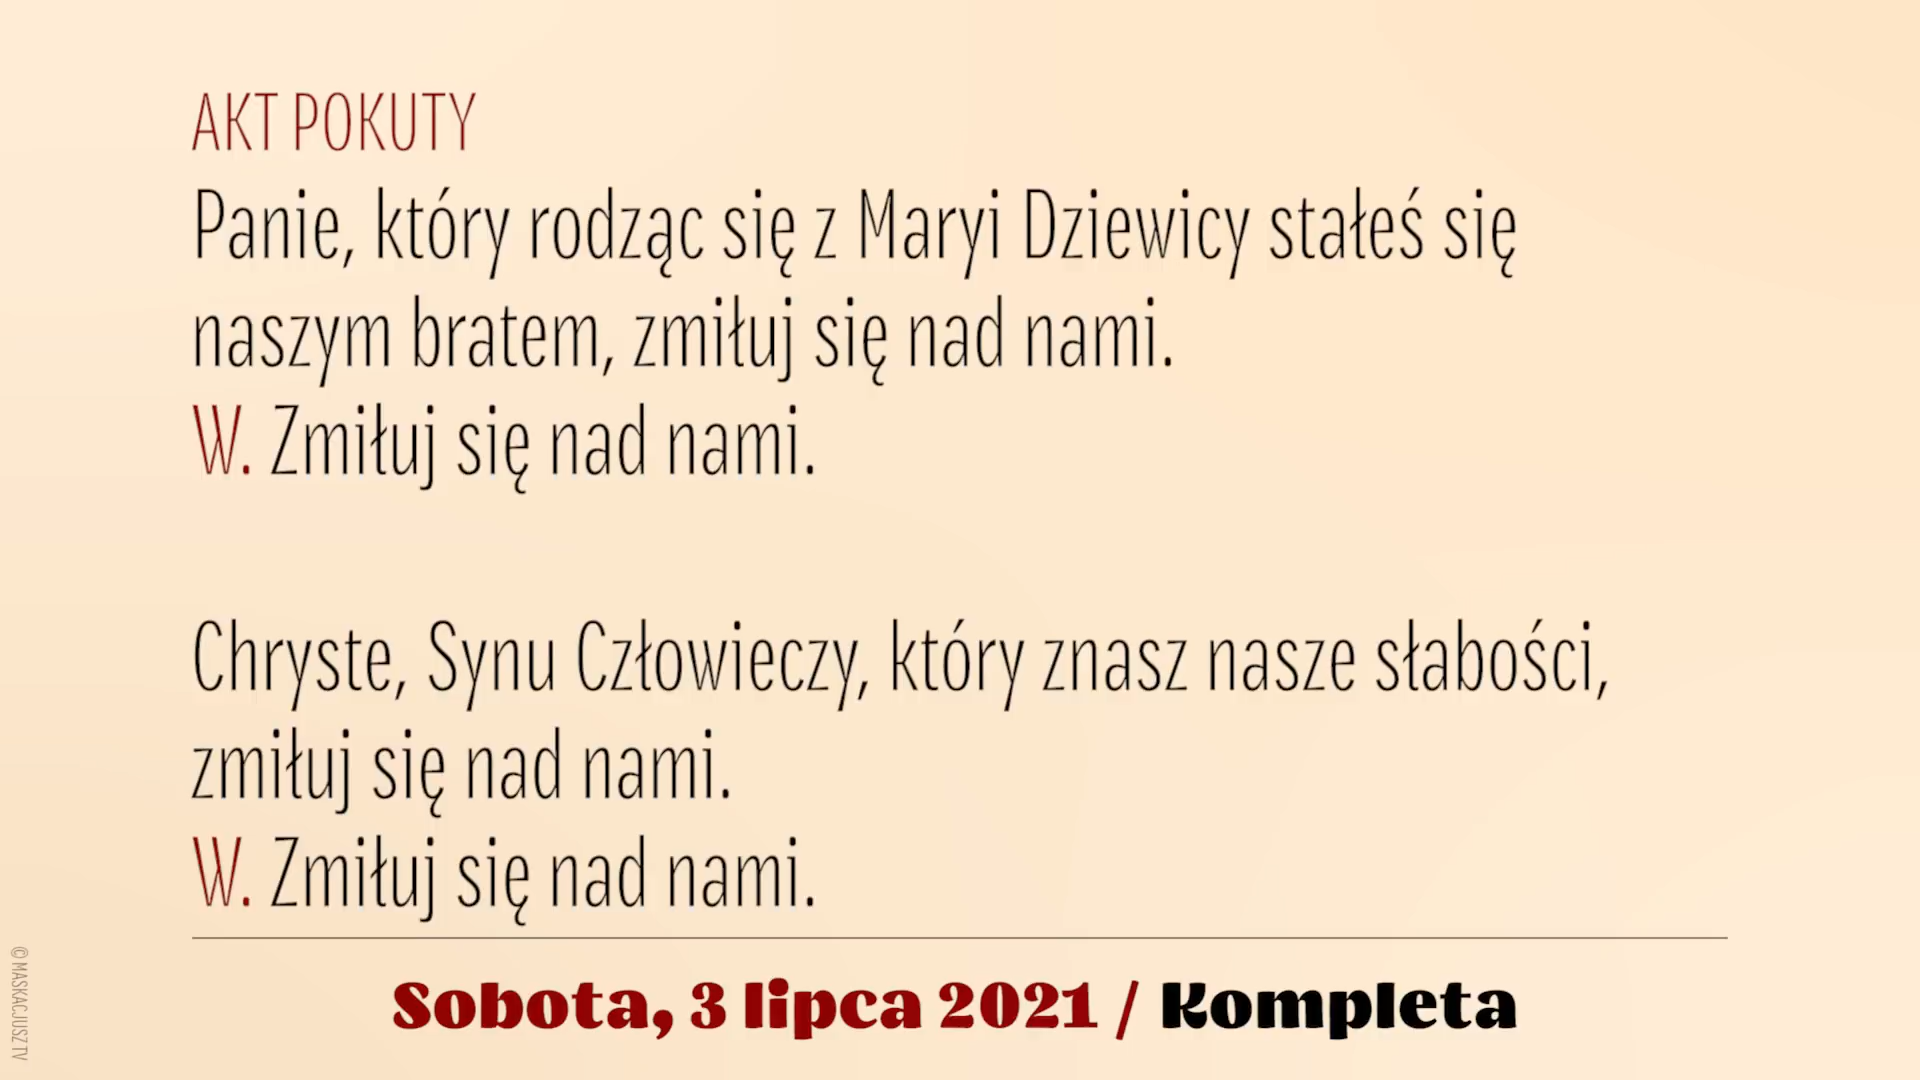 AKT POKUTY
Panie, który rodząc się z Maryi Dziewicy stałeś się
naszym bratem, zmiłuj się nad nami.
W. Zmiłuj się nad nami.
Chryste, Synu Człowieczy, który znasz nasze słabości,
zmiłuj się nad nami.
W. Zmiłuj się nad nami.
Sobota, 3 lipca 2021 / Kompleta
© MASKACJUSZ TV